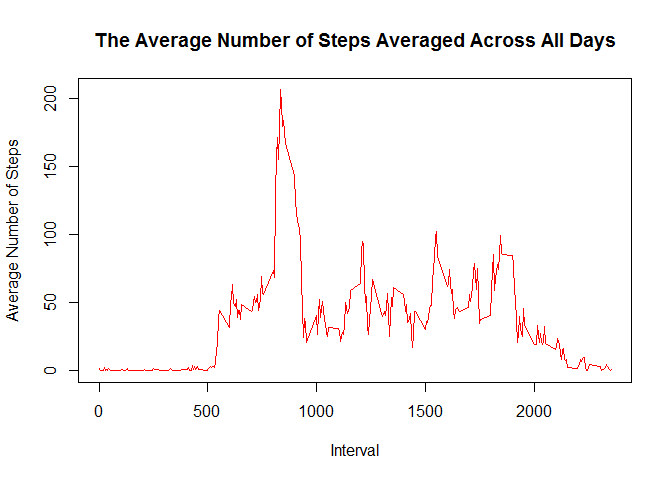 The Average Number of Steps Averaged Across All Days
Average Number of Steps
200
150
100
50
0
0 500 1000 1500 2000
Interval